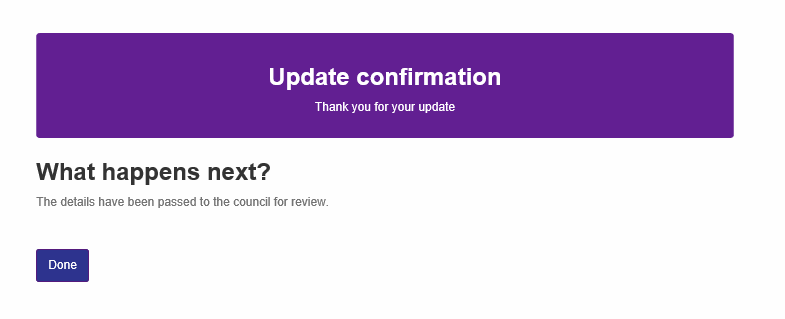 Update confirmation
Thank you for your update
What happens next?
The details have been passed to the council for review.
Done